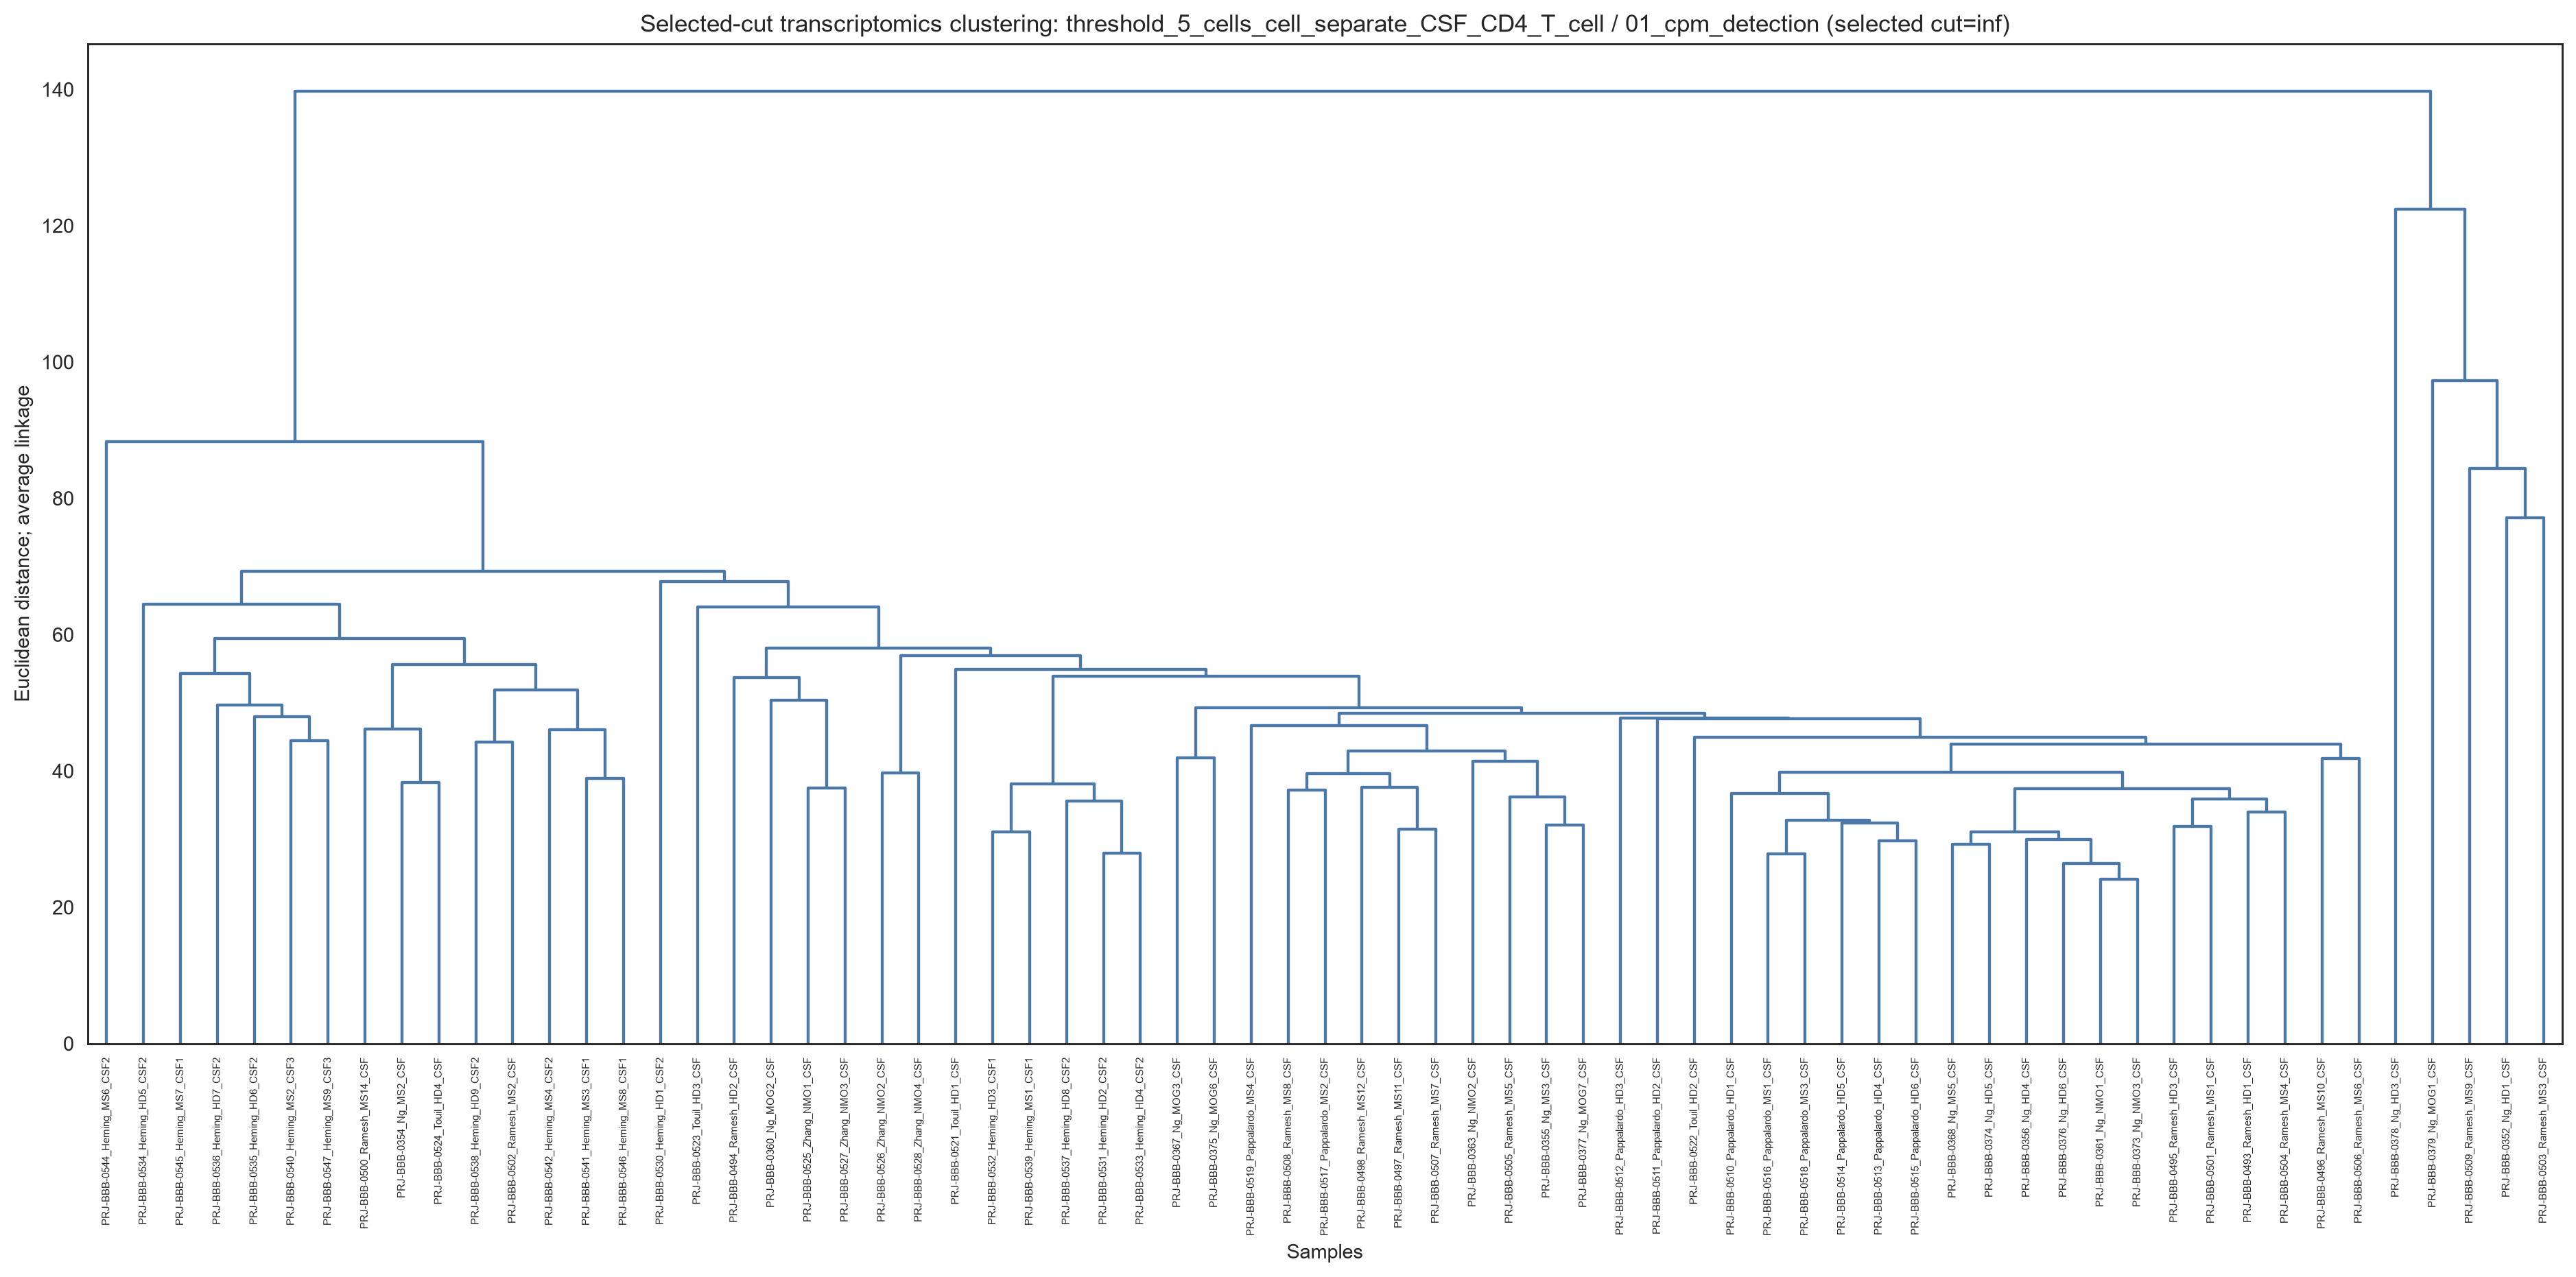 Selected-cut transcriptomics clustering: threshold_5_cells_cell_separate_CSF_CD4_T_cell / 01_cpm_detection (selected cut=inf)
Euclidean distance; average linkage
140
120
100
80
60
40
20
0
PRJ-BBB-0544_Heming_MS6_CSF2
PRJ-BBB-0534_Heming_HD5_CSF2
PRJ-BBB-0545_Heming_MS7_CSF1
PRJ-BBB-0536_Heming_HD7_CSF2
PRJ-BBB-0535_Heming_HD6_CSF2
PRJ-BBB-0540_Heming_MS2_CSF3
PRJ-BBB-0547_Heming_MS9_CSF3
PRJ-BBB-0500_Ramesh_MS14_CSF
PRJ-BBB-0354_Ng_MS2_CSF
PRJ-BBB-0524_Touil_HD4_CSF
PRJ-BBB-0538_Heming_HD9_CSF2
PRJ-BBB-0502_Ramesh_MS2_CSF
PRJ-BBB-0542_Heming_MS4_CSF2
PRJ-BBB-0541_Heming_MS3_CSF1
PRJ-BBB-0546_Heming_MS8_CSF1
PRJ-BBB-0530_Heming_HD1_CSF2
PRJ-BBB-0523_Touil_HD3_CSF
PRJ-BBB-0494_Ramesh_HD2_CSF
PRJ-BBB-0360_Ng_MOG2_CSF
PRJ-BBB-0525_Zhang_NMO1_CSF
PRJ-BBB-0527_Zhang_NMO3_CSF
PRJ-BBB-0526_Zhang_NMO2_CSF
PRJ-BBB-0528_Zhang_NMO4_CSF
PRJ-BBB-0521_Touil_HD1_CSF
PRJ-BBB-0532_Heming_HD3_CSF1
PRJ-BBB-0539_Heming_MS1_CSF1
PRJ-BBB-0537_Heming_HD8_CSF2
PRJ-BBB-0531_Heming_HD2_CSF2
PRJ-BBB-0533_Heming_HD4_CSF2
PRJ-BBB-0367_Ng_MOG3_CSF
PRJ-BBB-0375_Ng_MOG6_CSF
PRJ-BBB-0519_Pappalardo_MS4_CSF
PRJ-BBB-0508_Ramesh_MS8_CSF
PRJ-BBB-0517_Pappalardo_MS2_CSF
PRJ-BBB-0498_Ramesh_MS12_CSF
PRJ-BBB-0497_Ramesh_MS11_CSF
PRJ-BBB-0507_Ramesh_MS7_CSF
PRJ-BBB-0363_Ng_NMO2_CSF
PRJ-BBB-0505_Ramesh_MS5_CSF
PRJ-BBB-0355_Ng_MS3_CSF
PRJ-BBB-0377_Ng_MOG7_CSF
PRJ-BBB-0512_Pappalardo_HD3_CSF
PRJ-BBB-0511_Pappalardo_HD2_CSF
PRJ-BBB-0522_Touil_HD2_CSF
PRJ-BBB-0510_Pappalardo_HD1_CSF
PRJ-BBB-0516_Pappalardo_MS1_CSF
PRJ-BBB-0518_Pappalardo_MS3_CSF
PRJ-BBB-0514_Pappalardo_HD5_CSF
PRJ-BBB-0513_Pappalardo_HD4_CSF
PRJ-BBB-0515_Pappalardo_HD6_CSF
PRJ-BBB-0368_Ng_MS5_CSF
PRJ-BBB-0374_Ng_HD5_CSF
PRJ-BBB-0356_Ng_HD4_CSF
PRJ-BBB-0376_Ng_HD6_CSF
PRJ-BBB-0361_Ng_NMO1_CSF
PRJ-BBB-0373_Ng_NMO3_CSF
PRJ-BBB-0495_Ramesh_HD3_CSF
PRJ-BBB-0501_Ramesh_MS1_CSF
PRJ-BBB-0493_Ramesh_HD1_CSF
PRJ-BBB-0504_Ramesh_MS4_CSF
PRJ-BBB-0496_Ramesh_MS10_CSF
PRJ-BBB-0506_Ramesh_MS6_CSF
PRJ-BBB-0378_Ng_HD3_CSF
PRJ-BBB-0379_Ng_MOG1_CSF
PRJ-BBB-0509_Ramesh_MS9_CSF
PRJ-BBB-0352_Ng_HD1_CSF
PRJ-BBB-0503_Ramesh_MS3_CSF
Samples